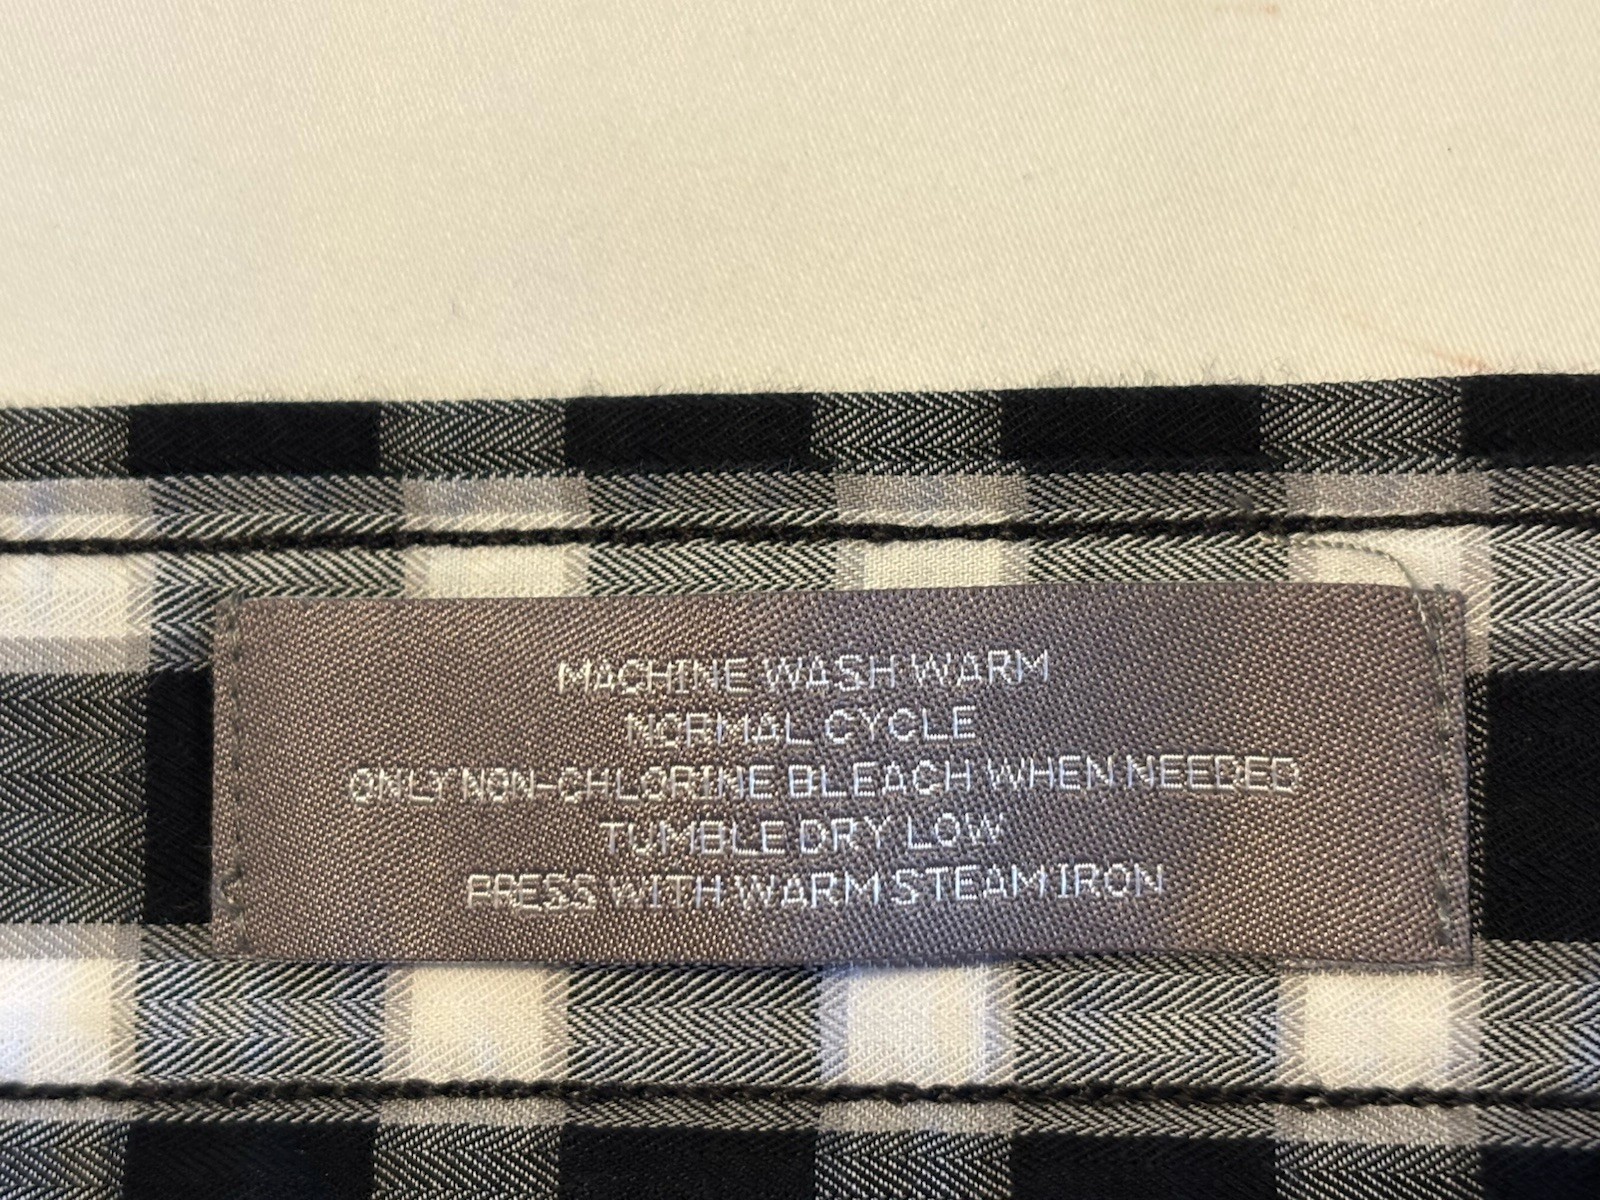 MACHINE WASH WARM
NORMAL CYCLE
ONLY NON-CHLORINE BLEACH WHEN NEEDED
TUMBLE DRY LOW
PRESS WITH WARM STEAM IRON